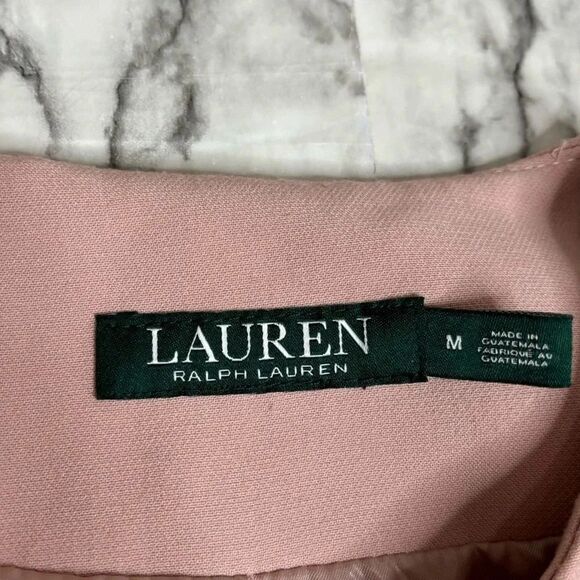 LAUREN
RALPH LAUREN
M
MADE IN
GUATEMALA
FABRIQUÉ AU
GUATEMALA